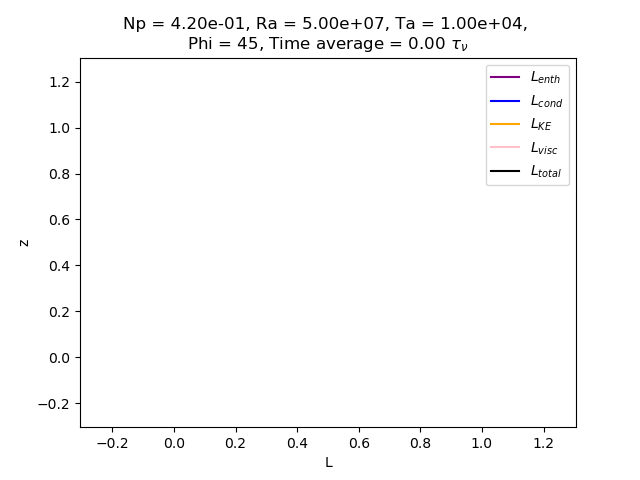 Np = 4.20e-01, Ra = 5.00e+07, Ta = 1.00e+04,
Phi = 45, Time average = 0.00 τ_ν
L_enth
L_cond
L_KE
L_visc
L_total
1.2
1.0
0.8
0.6
0.4
0.2
0.0
−0.2
z
−0.2 0.0 0.2 0.4 0.6 0.8 1.0 1.2
L